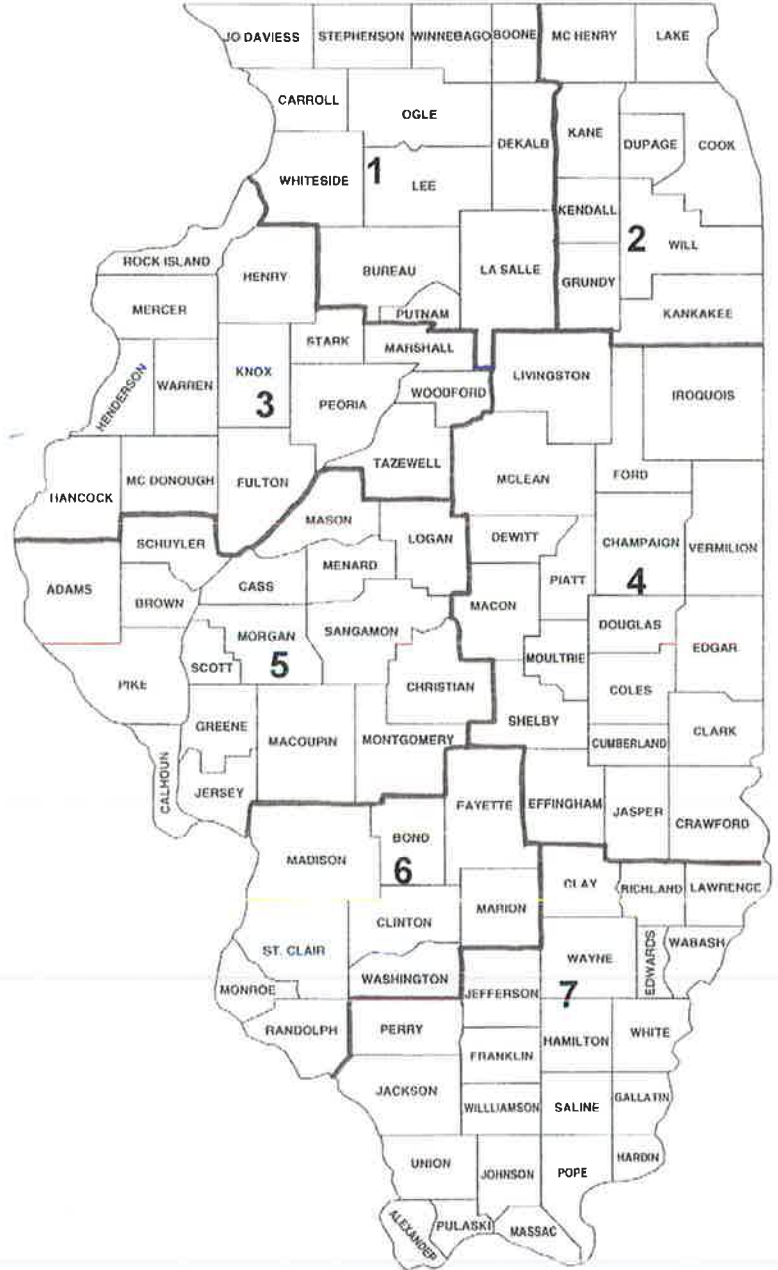 JO DAVIESS
STEPHENSON
WINNEBAGO
BOONE
MC HENRY
LAKE
CARROLL
OGLE
DEKALB
KANE
DUPAGE
COOK
WHITESIDE
1
LEE
KENDALL
2
WILL
ROCK ISLAND
HENRY
BUREAU
LA SALLE
GRUNDY
MERCER
PUTNAM
KANKAKEE
STARK
MARSHALL
HENDERSON
WARREN
KNOX
3
PEORIA
WOODFORD
LIVINGSTON
IROQUOIS
HANCOCK
MC DONOUGH
FULTON
TAZEWELL
MCLEAN
FORD
MASON
LOGAN
DEWITT
CHAMPAIGN
VERMILION
SCHUYLER
MENARD
PIATT
4
ADAMS
BROWN
CASS
MACON
DOUGLAS
EDGAR
MORGAN
SANGAMON
SCOTT
5
MOULTRIE
PIKE
CHRISTIAN
COLES
GREENE
MACOUPIN
MONTGOMERY
SHELBY
CUMBERLAND
CLARK
CALHOUN
JERSEY
FAYETTE
EFFINGHAM
JASPER
CRAWFORD
MADISON
BOND
6
CLAY
RICHLAND
LAWRENCE
MARION
CLINTON
ST. CLAIR
WAYNE
EDWARDS
WABASH
WASHINGTON
MONROE
JEFFERSON
7
RANDOLPH
PERRY
HAMILTON
WHITE
FRANKLIN
JACKSON
WILLLIAMSON
SALINE
GALLATIN
UNION
JOHNSON
POPE
HARDIN
ALEXANDER
PULASKI
MASSAC